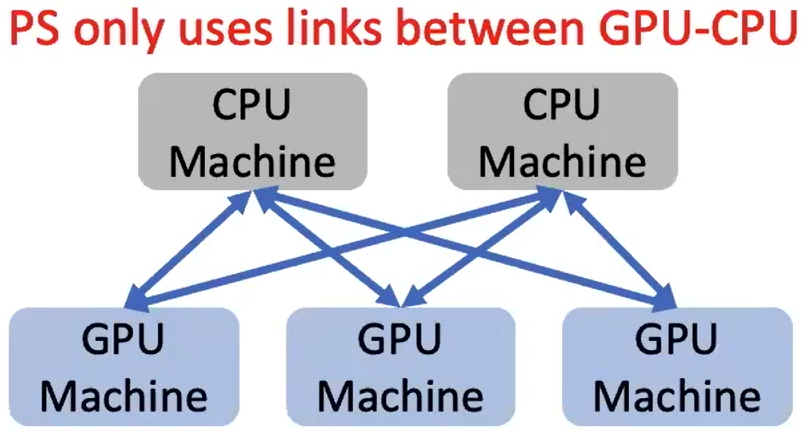 PS only uses links between GPU-CPU
CPU
Machine
CPU
Machine
GPU
Machine
GPU
Machine
GPU
Machine